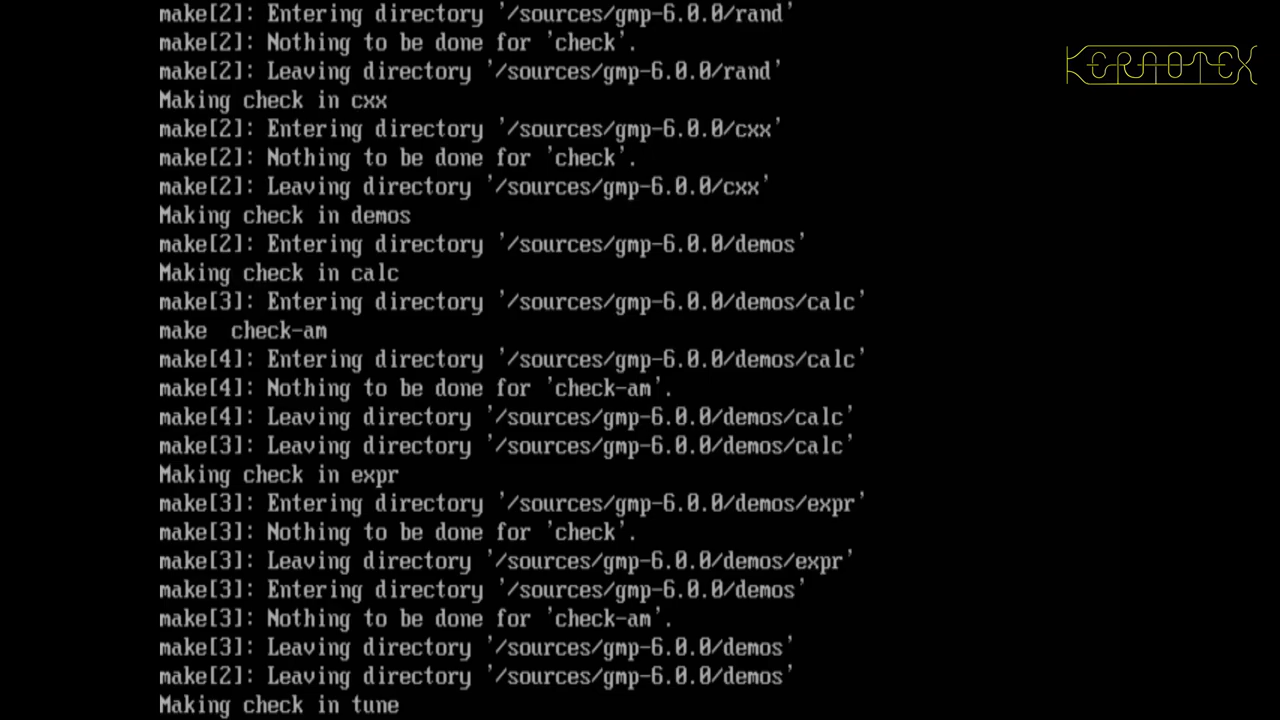 make[2]: Entering directory '/sources/gmp-6.0.0/rand'
make[2]: Nothing to be done for 'check'.
make[2]: Leaving directory '/sources/gmp-6.0.0/rand'
Making check in cxx
make[2]: Entering directory '/sources/gmp-6.0.0/cxx'
make[2]: Nothing to be done for 'check'.
make[2]: Leaving directory '/sources/gmp-6.0.0/cxx'
Making check in demos
make[2]: Entering directory '/sources/gmp-6.0.0/demos'
Making check in calc
make[3]: Entering directory '/sources/gmp-6.0.0/demos/calc'
make  check-am
make[4]: Entering directory '/sources/gmp-6.0.0/demos/calc'
make[4]: Nothing to be done for 'check-am'.
make[4]: Leaving directory '/sources/gmp-6.0.0/demos/calc'
make[3]: Leaving directory '/sources/gmp-6.0.0/demos/calc'
Making check in expr
make[3]: Entering directory '/sources/gmp-6.0.0/demos/expr'
make[3]: Nothing to be done for 'check'.
make[3]: Leaving directory '/sources/gmp-6.0.0/demos/expr'
make[3]: Entering directory '/sources/gmp-6.0.0/demos'
make[3]: Nothing to be done for 'check-am'.
make[3]: Leaving directory '/sources/gmp-6.0.0/demos'
make[2]: Leaving directory '/sources/gmp-6.0.0/demos'
Making check in tune
KERNOTEX